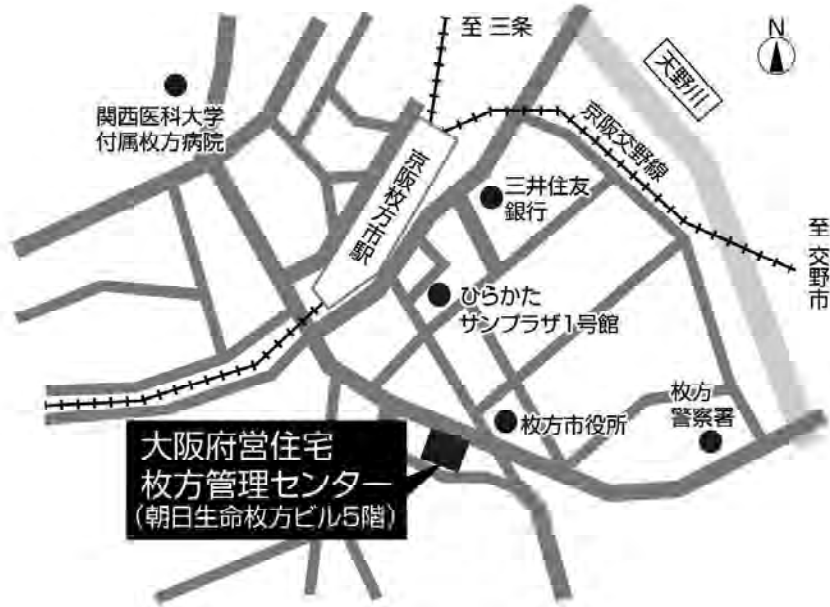 至 三条
N
天野川
関西医科大学
付属枚方病院
京阪交野線
京阪枚方市駅
三井住友
銀行
至 交野市
ひらかた
サンプラザ1号館
枚方
警察署
枚方市役所
大阪府営住宅
枚方管理センター
(朝日生命枚方ビル5階)